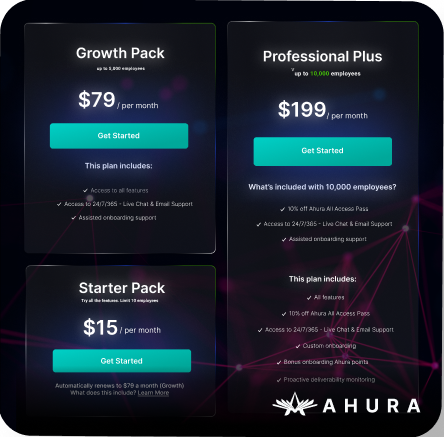 Growth Pack
up to 5,000 employees
$79 / per month
Get Started
This plan includes:
✓ Access to all features
✓ Access to 24/7/365 - Live Chat & Email Support
✓ Assisted onboarding support
Starter Pack
Try all the features. Limit 10 employees
$15 / per month
Get Started
Automatically renews to $79 a month (Growth)
What does this include? Learn More
Professional Plus
up to 10,000 employees
$199 / per month
Get Started
What's included with 10,000 employees?
✓ 10% off Ahura All Access Pass
✓ Access to 24/7/365 - Live Chat & Email Support
✓ Assisted onboarding support
This plan includes:
✓ All features
✓ 10% off Ahura All Access Pass
✓ Access to 24/7/365 - Live Chat & Email Support
✓ Custom onboarding
✓ Bonus onboarding Ahura points
✓ Proactive deliverability monitoring
AHURA